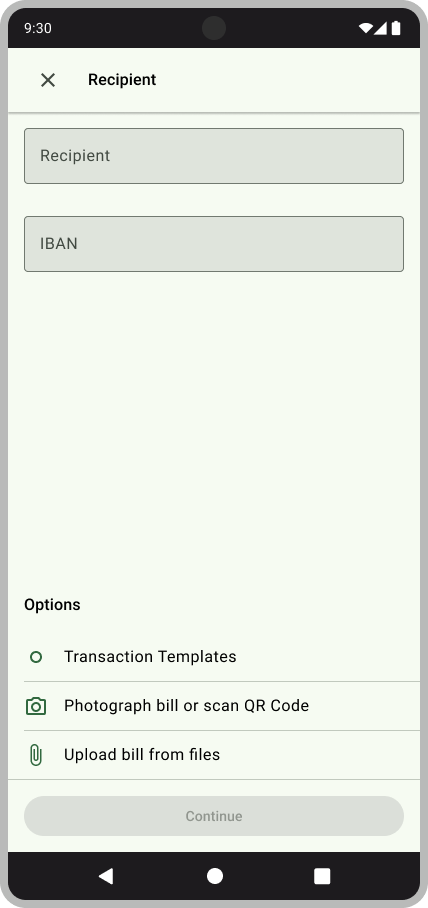 9:30
Recipient
Recipient
IBAN
Options
Transaction Templates
Photograph bill or scan QR Code
Upload bill from files
Continue